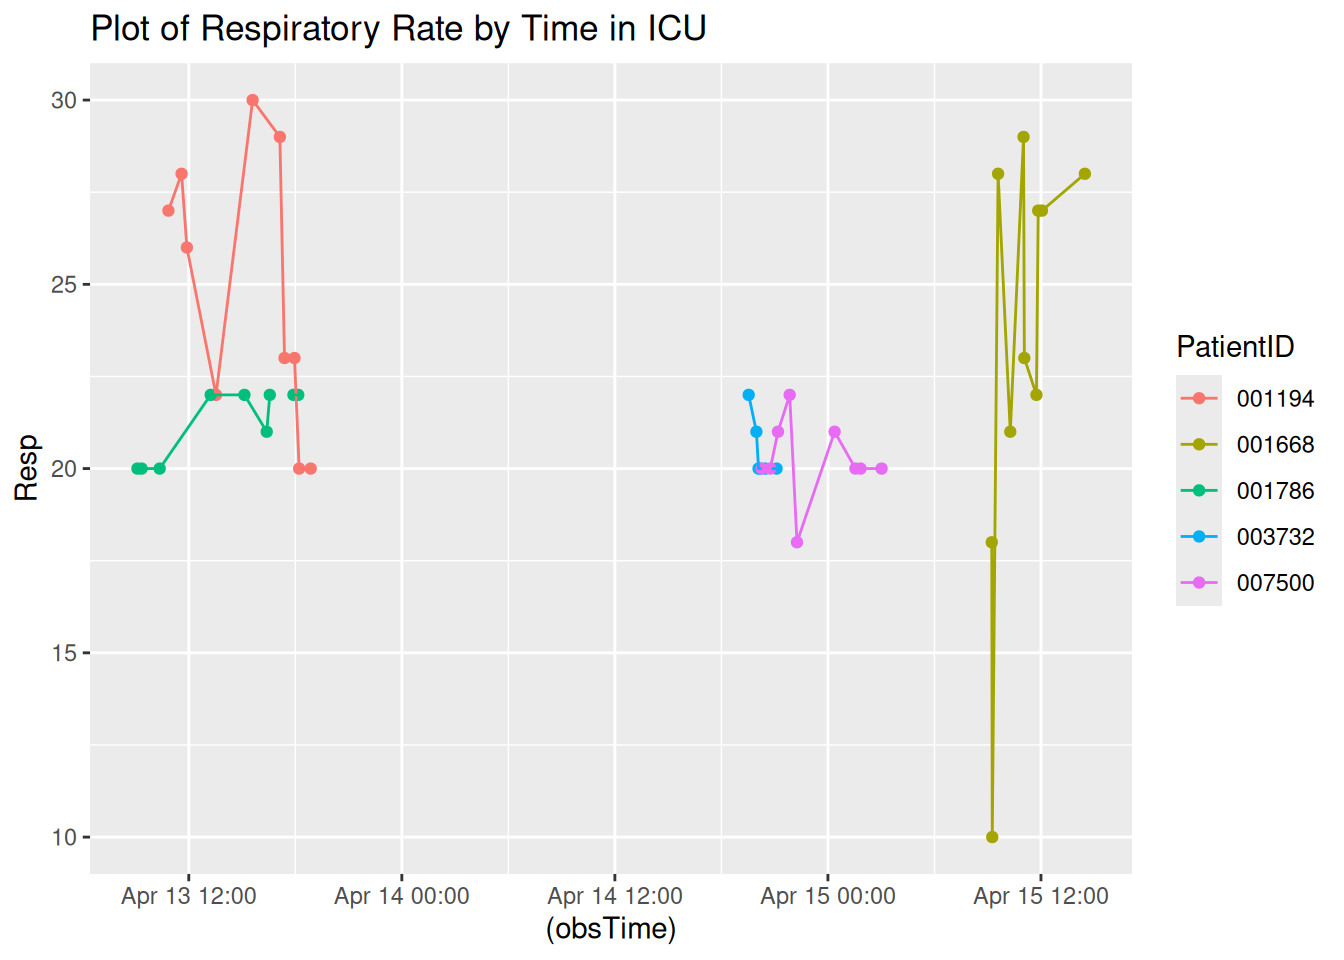 Plot of Respiratory Rate by Time in ICU
Resp
30
25
20
15
10
Apr 13 12:00
Apr 14 00:00
Apr 14 12:00
Apr 15 00:00
Apr 15 12:00
(obsTime)
PatientID
001194
001668
001786
003732
007500